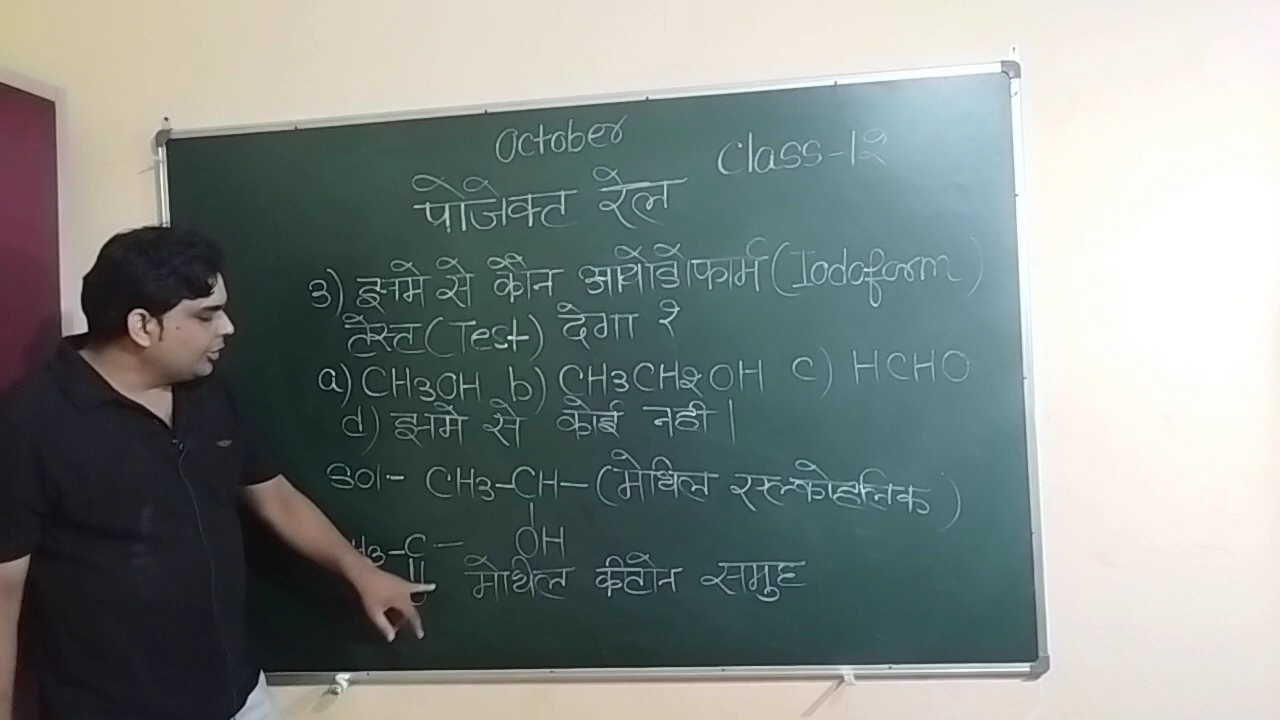 October
Class-12
प्रोजेक्ट रेल
3) इनमे से कौन आयोडोफार्म (Iodoform)
टेस्ट (Test) देगा ?
a) CH3OH b) CH3CH2OH c) HCHO
d) इनमे से कोई नही |
Sol- CH3-CH- (मेथिल एल्कोहलिक)
OH
H3-C-
मेथिल कीटोन समुह